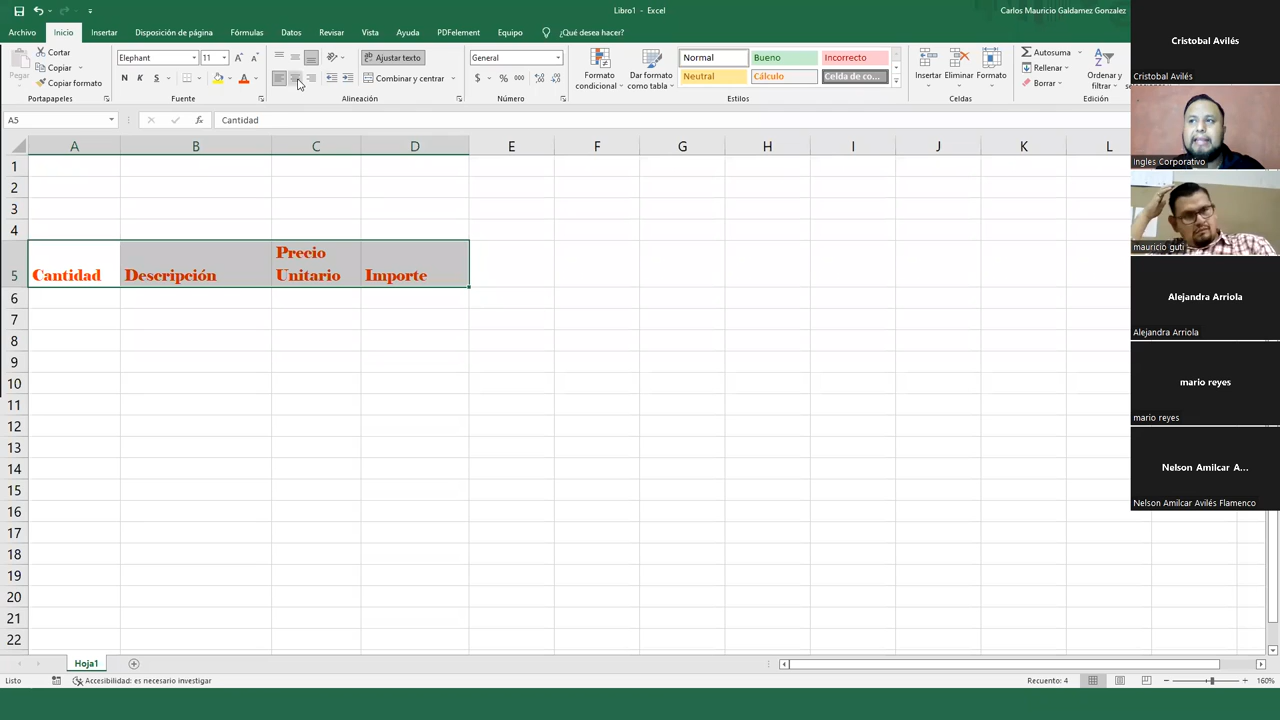 Libro1 - Excel
Carlos Mauricio Galdamez Gonzalez
Archivo Inicio Insertar Disposición de página Fórmulas Datos Revisar Vista Ayuda PDFelement Equipo ¿Qué desea hacer?
Pegar
Cortar
Copiar
Copiar formato
Portapapeles
Elephant 11
N K S
Fuente
Ajustar texto
Combinar y centrar
Alineación
General
$ % 000
Número
Formato condicional
Dar formato como tabla
Normal Bueno Incorrecto
Neutral Cálculo Celda de co...
Estilos
Insertar Eliminar Formato
Celdas
Autosuma
Rellenar
Borrar
Ordenar y filtrar
Edición
A5 fx Cantidad
A B C D E F G H I J K L
1
2
3
4
5 Cantidad Descripción Precio Unitario Importe
6
7
8
9
10
11
12
13
14
15
16
17
18
19
20
21
22
Hoja1
Listo Accesibilidad: es necesario investigar Recuento: 4 160%
Cristobal Avilés
Cristobal Avilés
Ingles Corporativo
mauricio guti
Alejandra Arriola
Alejandra Arriola
mario reyes
mario reyes
Nelson Amilcar A...
Nelson Amilcar Avilés Flamenco